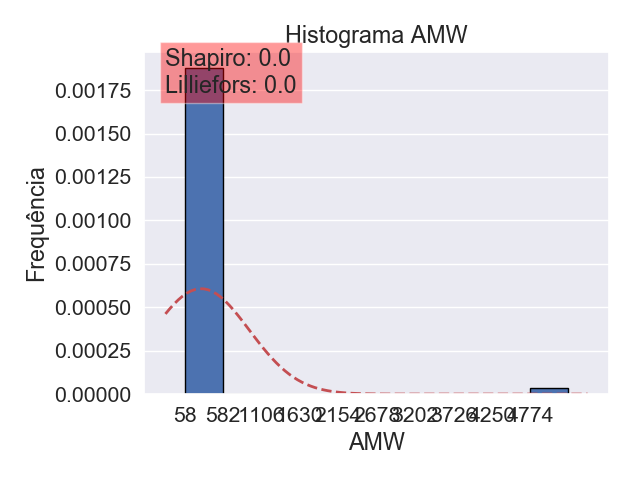 Histograma AMW
Shapiro: 0.0
Lilliefors: 0.0
Frequência
0.00175
0.00150
0.00125
0.00100
0.00075
0.00050
0.00025
0.00000
58 582 1106 1630 2154 2678 3202 3726 4250 4774
AMW